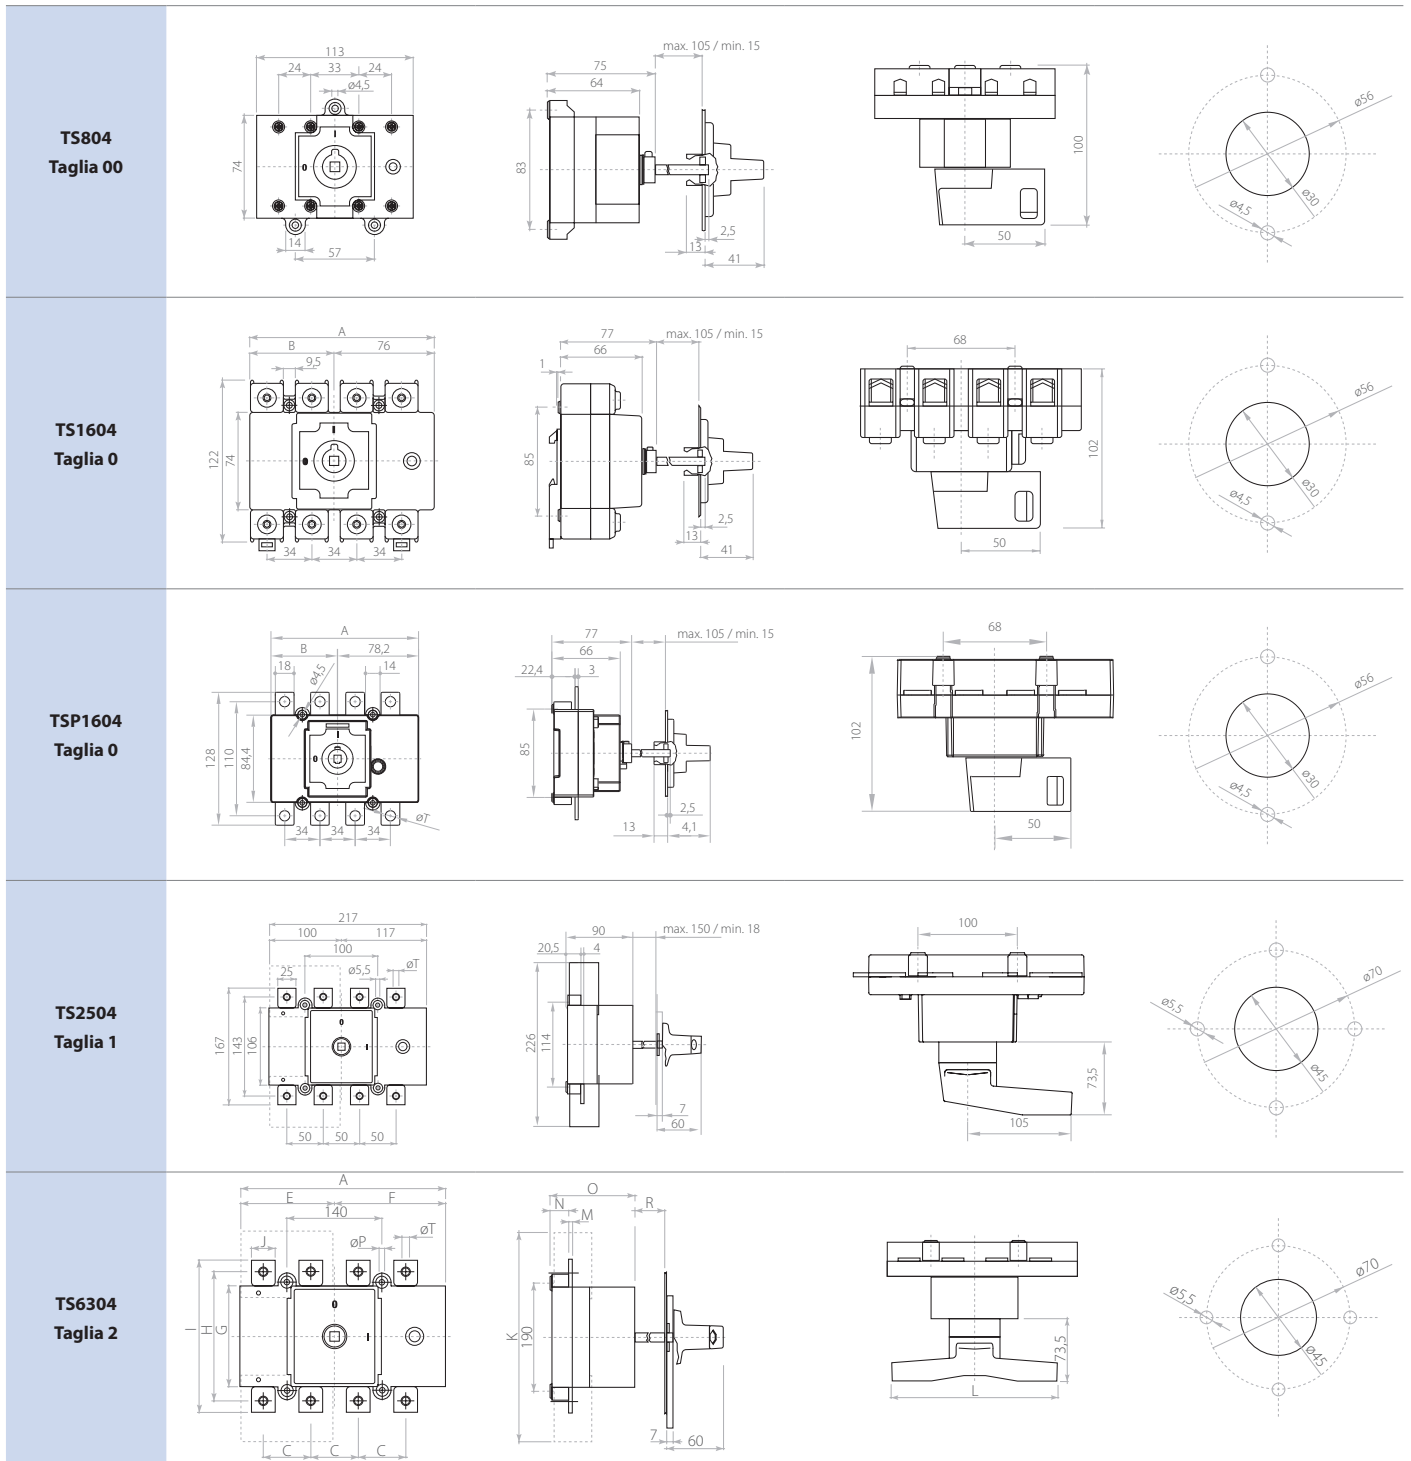 TS804
Taglia 00
113
24 33 24
ø4,5
74
14
57
max. 105 / min. 15
75
64
83
2,5
13
41
100
50
ø56
ø30
ø4,5
TS1604
Taglia 0
A
B 76
9,5
122
74
34 34 34
77 max. 105 / min. 15
66
1
85
2,5
13
41
68
102
50
ø56
ø30
ø4,5
TSP1604
Taglia 0
A
B 78,2
18 ø4,5 14
128
110
84,4
34 34 34
øT
77 max. 105 / min. 15
66
22,4 3
85
2,5
13 4,1
68
102
50
ø56
ø30
ø4,5
TS2504
Taglia 1
217
100 117
100
25 ø5,5 øT
167
143
106
50 50 50
90 max. 150 / min. 18
20,5 4
226
114
7
60
100
73,5
105
ø70
ø5,5
ø45
TS6304
Taglia 2
A
E F
140
J øP øT
I
H
G
C C C
O
N R
M
K
190
7 60
73,5
L
ø70
ø5,5
ø45